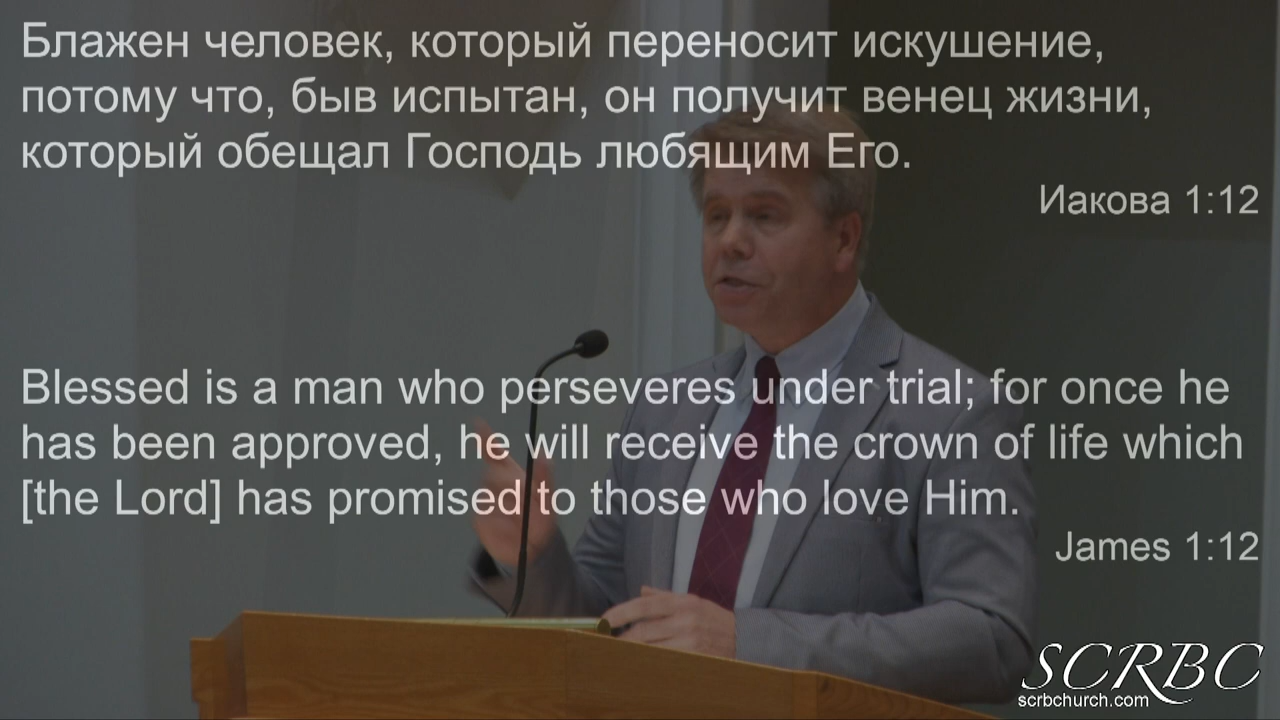 Блажен человек, который переносит искушение,
потому что, быв испытан, он получит венец жизни,
который обещал Господь любящим Его.
Иакова 1:12
Blessed is a man who perseveres under trial; for once he
has been approved, he will receive the crown of life which
[the Lord] has promised to those who love Him.
James 1:12
SCRBC
scrbchurch.com